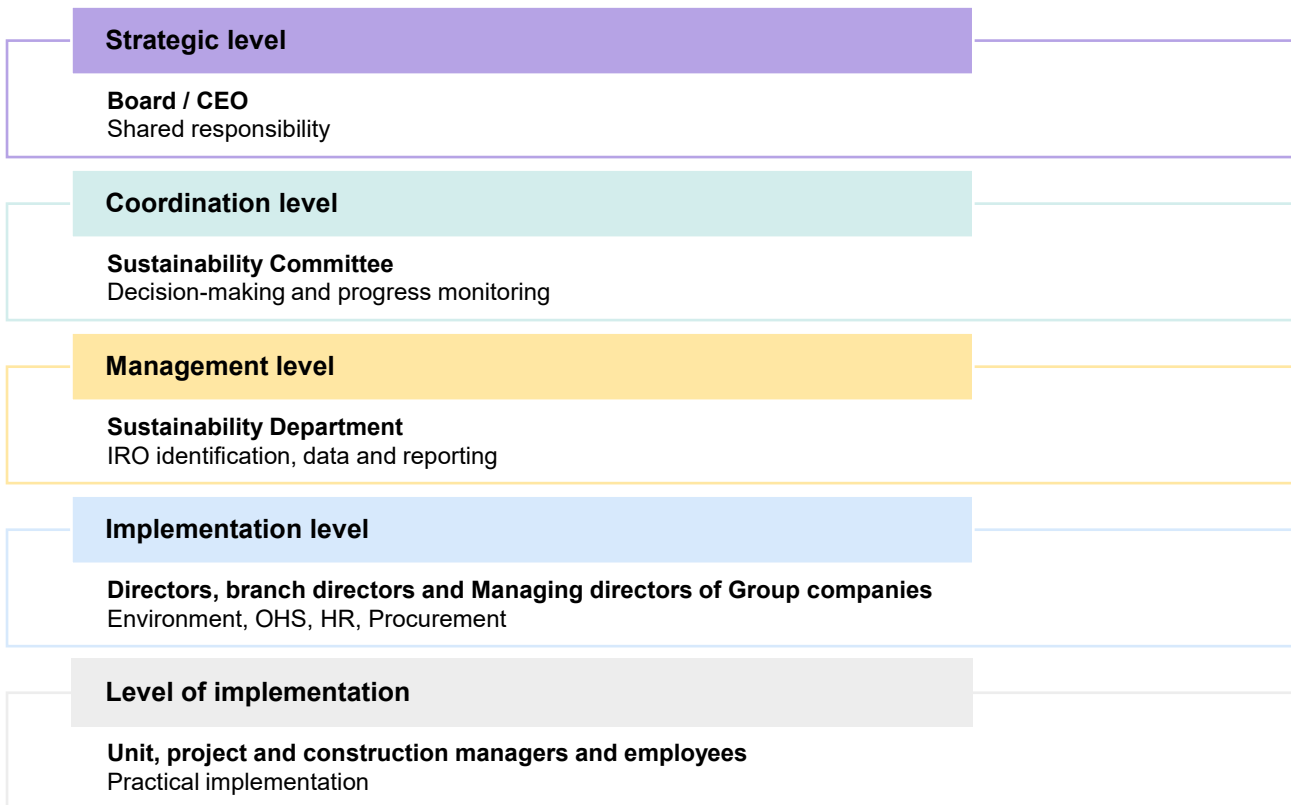 Strategic level
Board / CEO
Shared responsibility
Coordination level
Sustainability Committee
Decision-making and progress monitoring
Management level
Sustainability Department
IRO identification, data and reporting
Implementation level
Directors, branch directors and Managing directors of Group companies
Environment, OHS, HR, Procurement
Level of implementation
Unit, project and construction managers and employees
Practical implementation